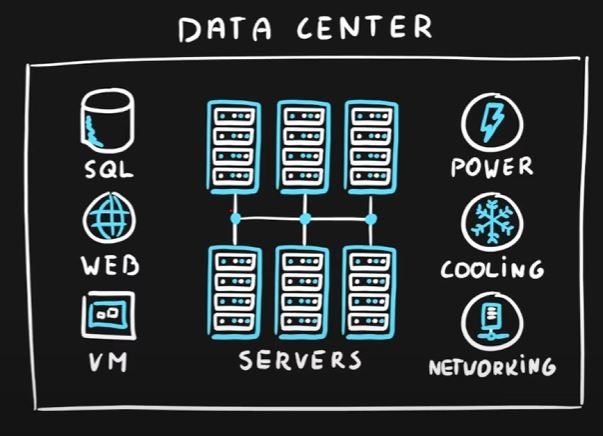 DATA CENTER
SQL
WEB
VM
SERVERS
POWER
COOLING
NETWORKING